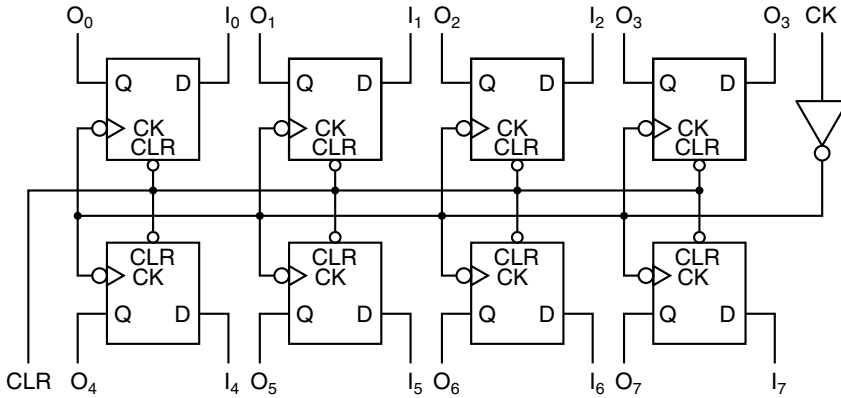 O₀ I₀ O₁ I₁ O₂ I₂ O₃ O₃ CK
Q D Q D Q D Q D
CK CK CK CK
CLR CLR CLR CLR
CLR CLR CLR CLR
CK CK CK CK
Q D Q D Q D Q D
CLR O₄ I₄ O₅ I₅ O₆ I₆ O₇ I₇